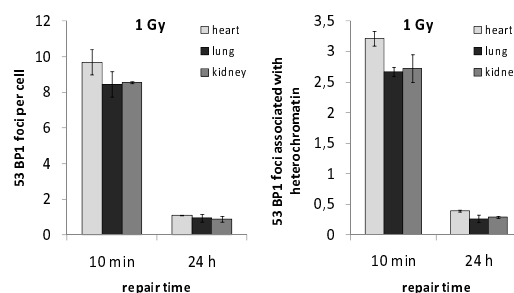 1 Gy
12
10
8
6
4
2
0
53 BP1 foci per cell
heart
lung
kidney
10 min 24 h
repair time
1 Gy
3,5
3
2,5
2
1,5
1
0,5
0
53 BP1 foci associated with
heterochromatin
heart
lung
kidne
10 min 24 h
repair time